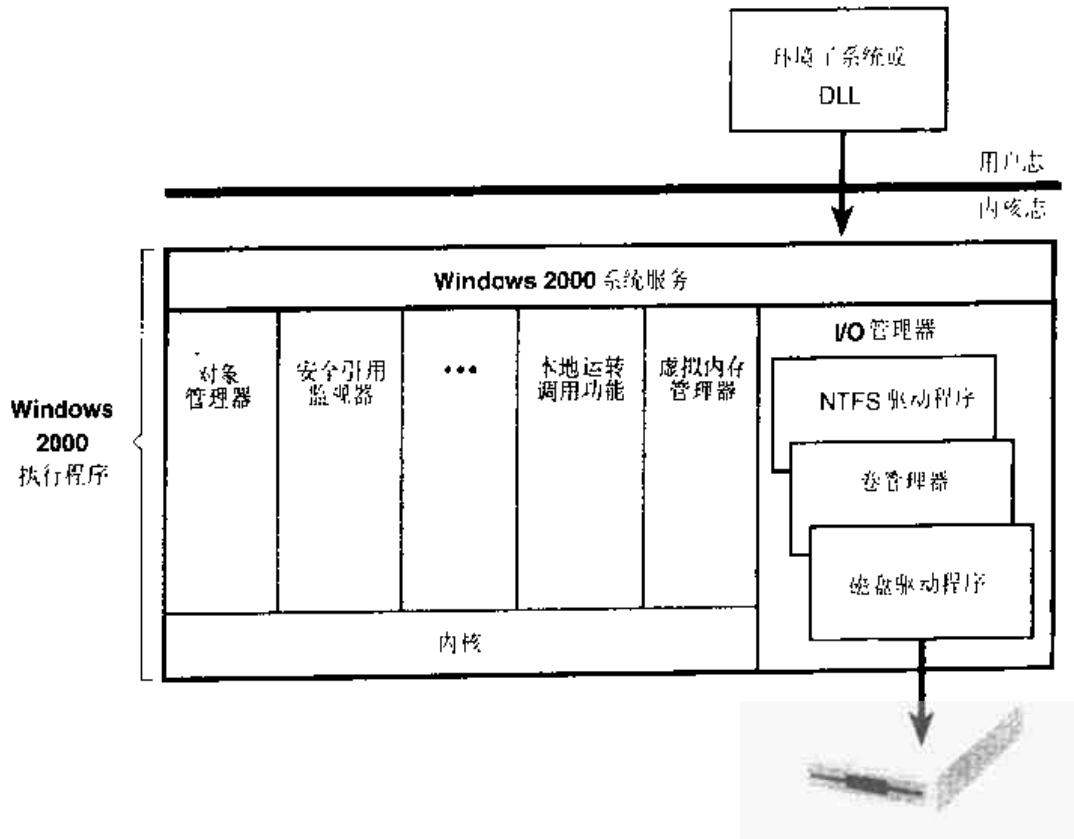 环境子系统或
DLL
用户态
内核态
Windows 2000 系统服务
对象
管理器
安全引用
监视器
•••
本地运转
调用功能
虚拟内存
管理器
I/O 管理器
NTFS 驱动程序
卷管理器
磁盘驱动程序
内核
Windows
2000
执行程序